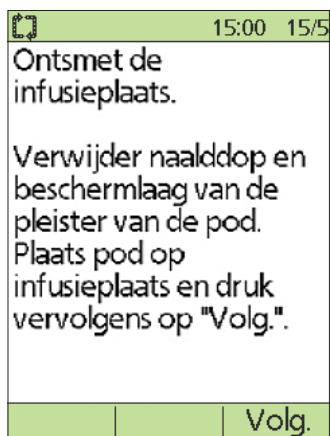 15:00 15/5
Ontsmet de
infusieplaats.
Verwijder naalddop en
beschermlaag van de
pleister van de pod.
Plaats pod op
infusieplaats en druk
vervolgens op "Volg.".
Volg.